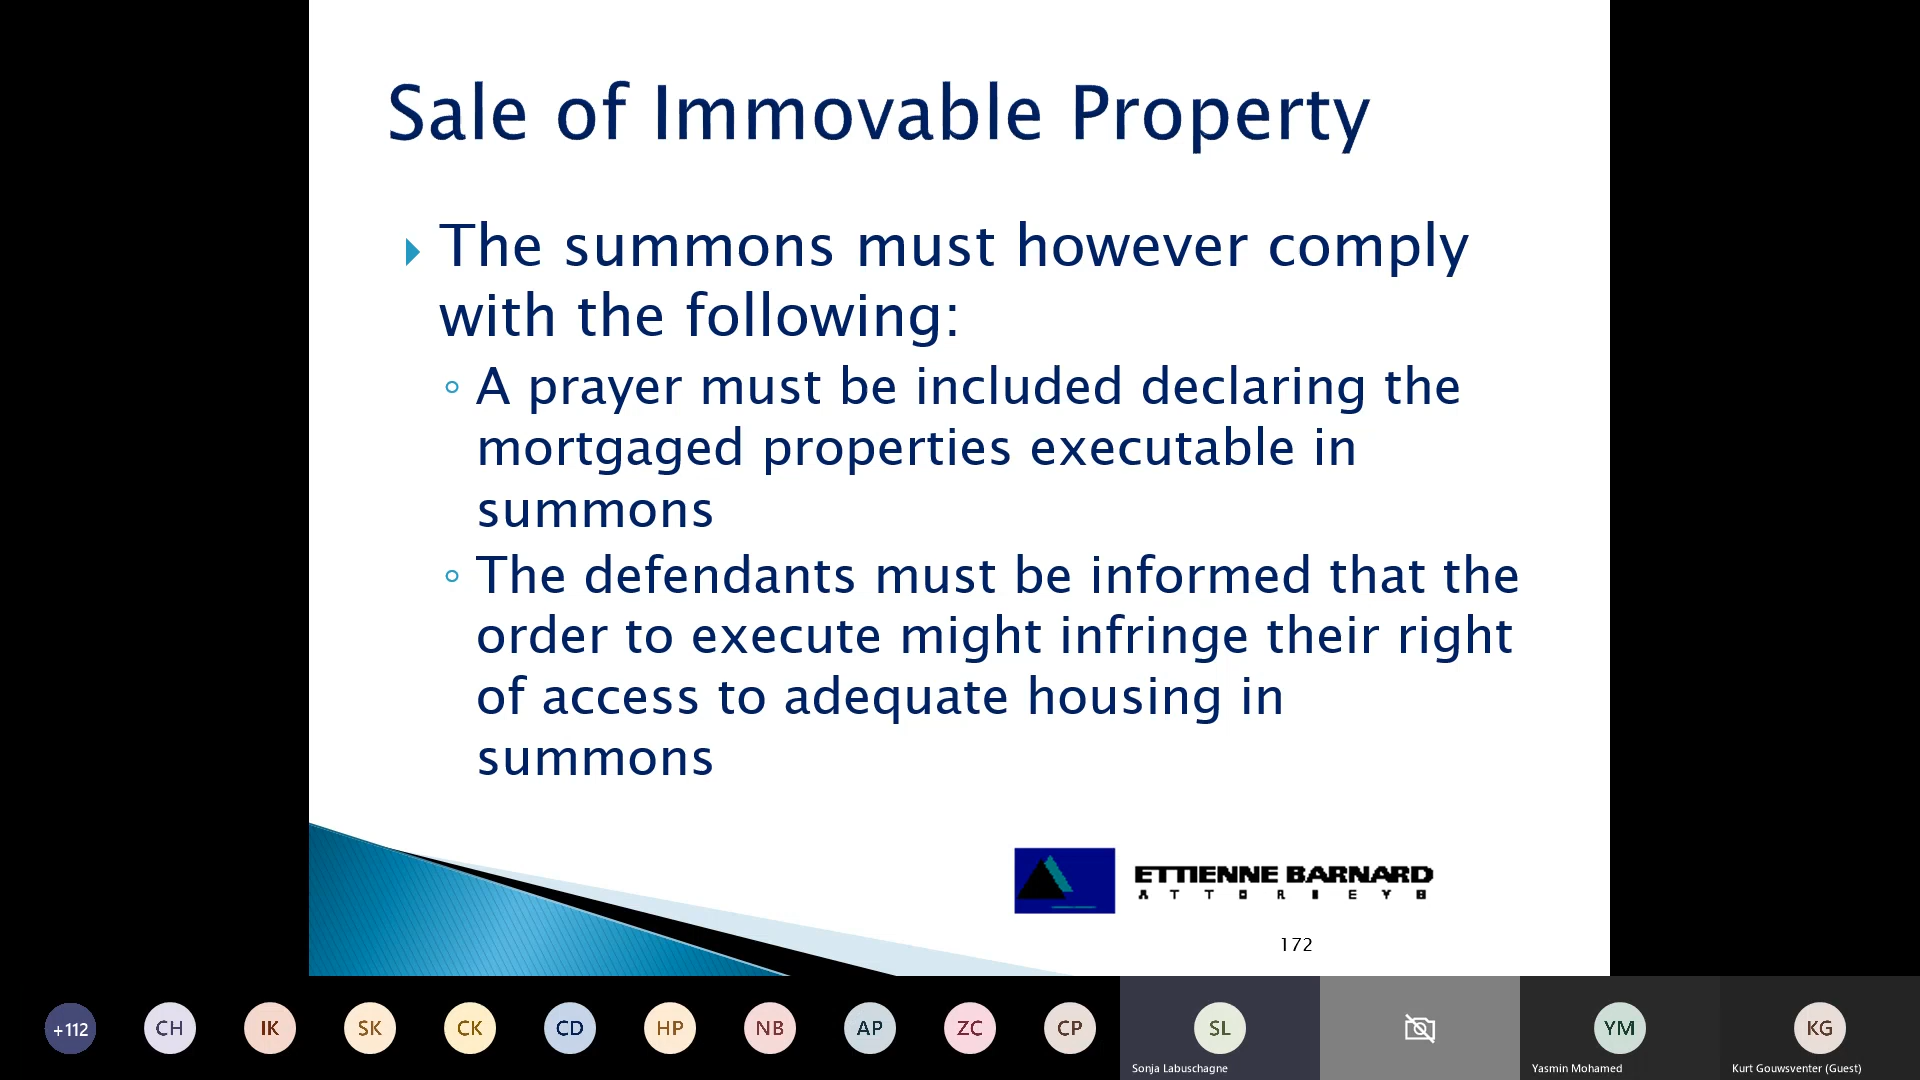 Sale of Immovable Property
The summons must however comply
with the following:
A prayer must be included declaring the
mortgaged properties executable in
summons
The defendants must be informed that the
order to execute might infringe their right
of access to adequate housing in
summons
ETTIENNE BARNARD
ATTORNEYS
172
+112
CH
IK
SK
CK
CD
HP
NB
AP
ZC
CP
SL
YM
KG
Sonja Labuschagne
Yasmin Mohamed
Kurt Gouwsventer (Guest)